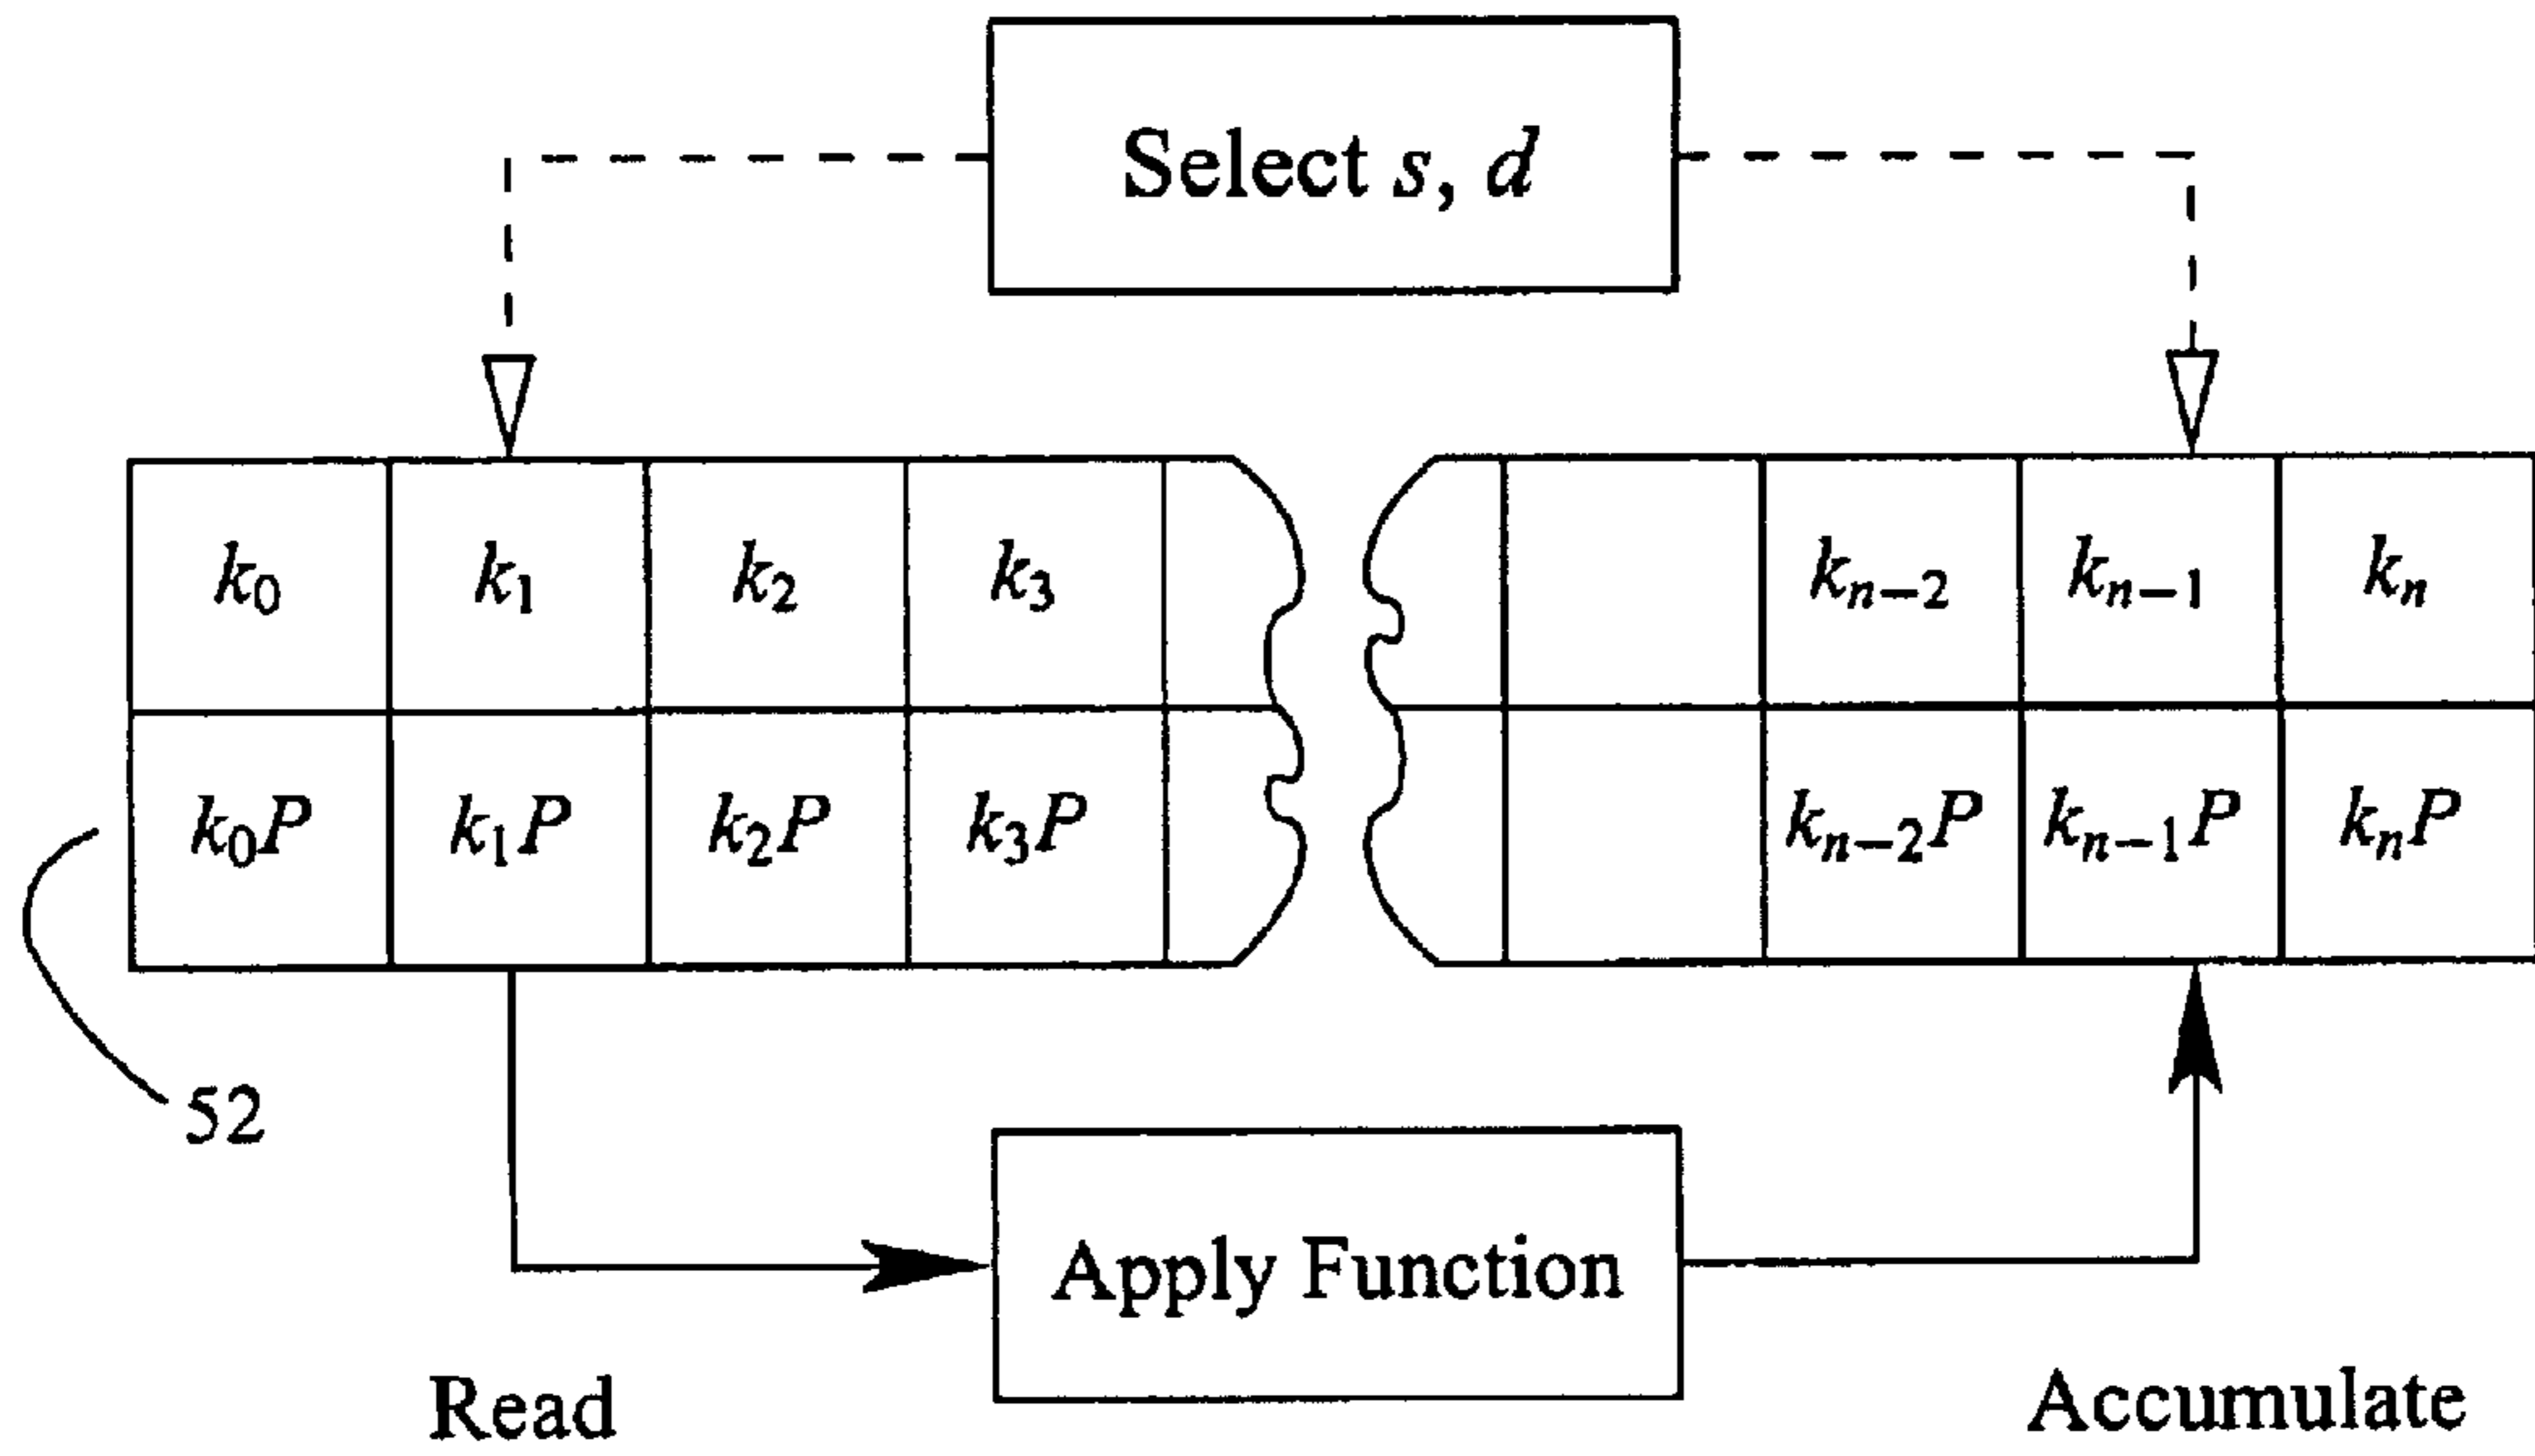 Select s, d
k₀ k₁ k₂ k₃ kₙ₋₂ kₙ₋₁ kₙ
k₀P k₁P k₂P k₃P kₙ₋₂P kₙ₋₁P kₙP
52
Apply Function
Read Accumulate